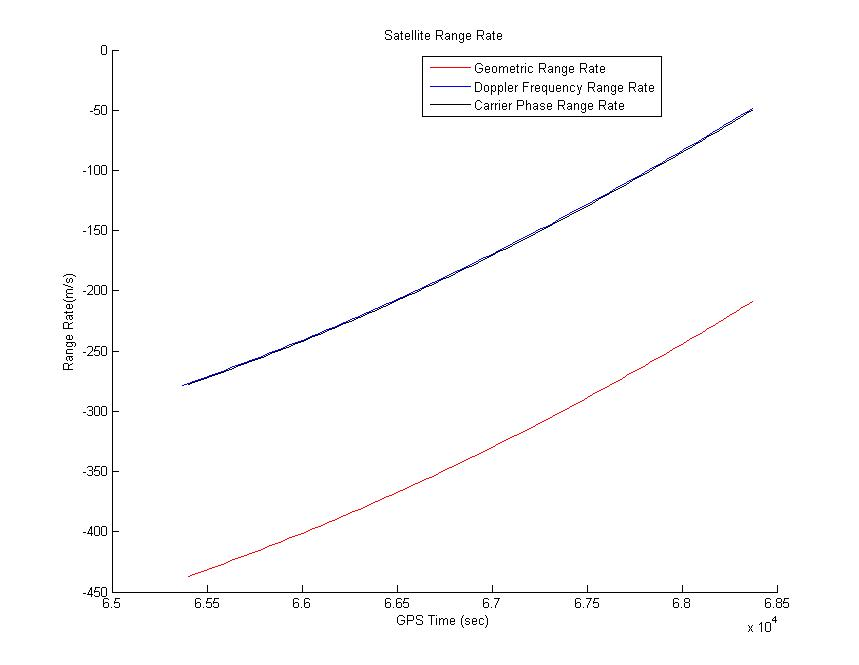 Satellite Range Rate
Geometric Range Rate
Doppler Frequency Range Rate
Carrier Phase Range Rate
Range Rate(m/s)
0
-50
-100
-150
-200
-250
-300
-350
-400
-450
6.5 6.55 6.6 6.65 6.7 6.75 6.8 6.85
GPS Time (sec)
x 10^4